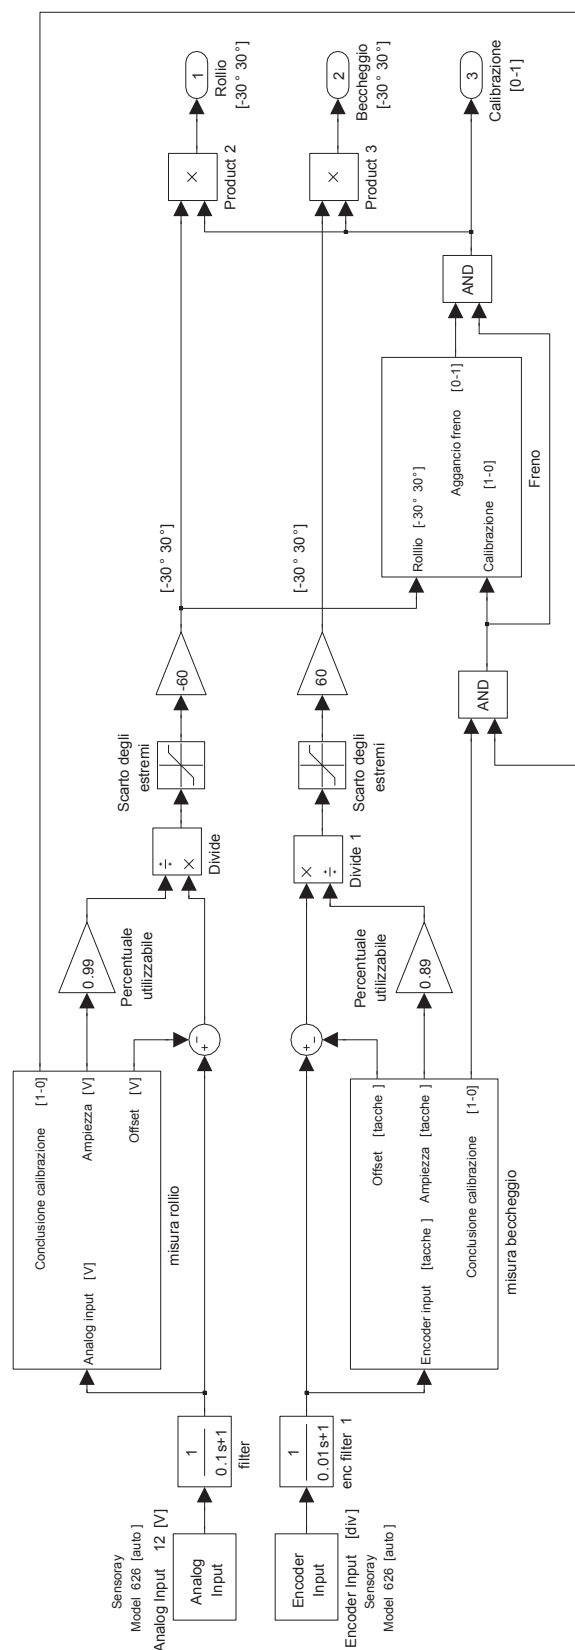 Sensoray
Model 626 [auto ]
Analog Input 12 [V]
Analog
Input
1
0.1s+1
filter
Analog input [V]
Conclusione calibrazione [1-0]
Ampiezza [V]
Offset [V]
misura rollio
0.99
Percentuale
utilizzabile
+
-
÷
×
Divide
Scarto degli
estremi
-60
[-30 ° 30°]
×
Product 2
1
Rollio
[-30 ° 30°]
Encoder
Input
Encoder Input [div]
Sensoray
Model 626 [auto ]
1
0.01s+1
enc filter 1
Offset [tacche ]
Encoder input [tacche ]
Ampiezza [tacche ]
Conclusione calibrazione [1-0]
misura beccheggio
+
-
0.89
Percentuale
utilizzabile
×
÷
Divide 1
Scarto degli
estremi
60
[-30 ° 30°]
×
Product 3
2
Beccheggio
[-30 ° 30°]
AND
Rolllio [-30 ° 30°]
Aggancio freno [0-1]
Calibrazione [1-0]
Freno
AND
3
Calibrazione
[0-1]